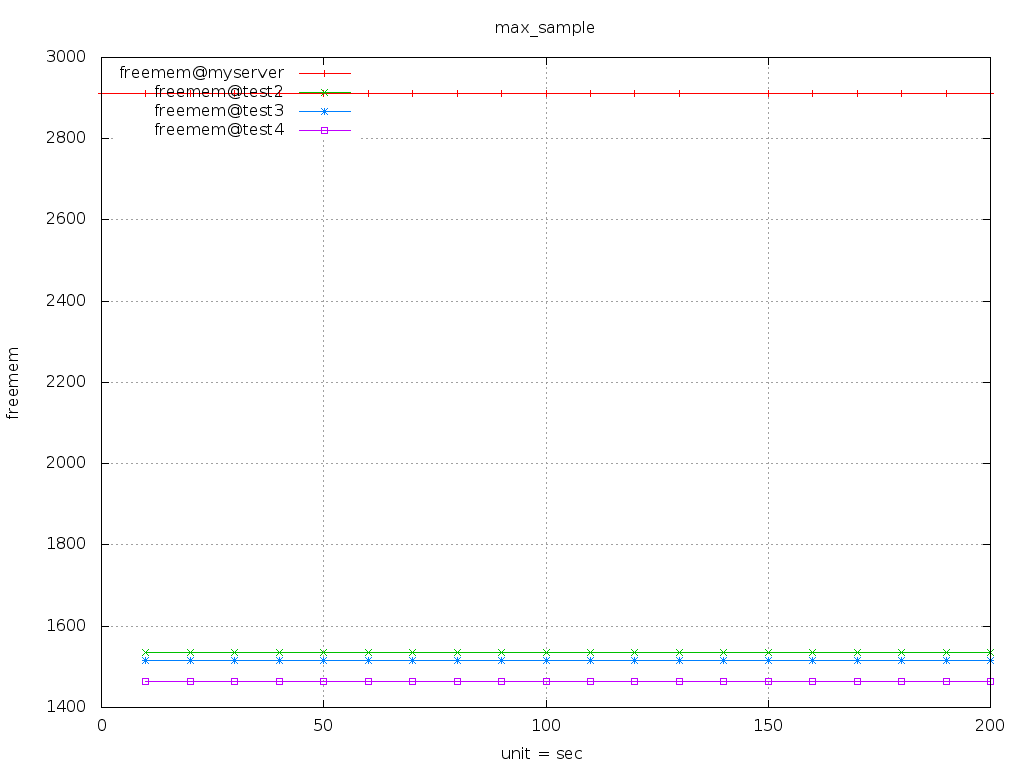 max_sample
3000
2800
2600
2400
2200
2000
1800
1600
1400
freemem@myserver
freemem@test2
freemem@test3
freemem@test4
freemem
0 50 100 150 200
unit = sec